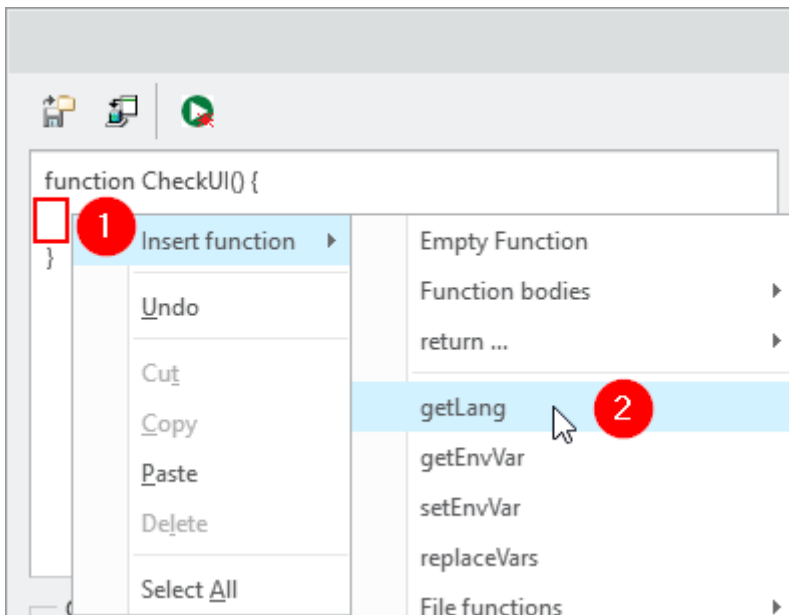 function CheckUI() {
1
}
Insert function
Undo
Cut
Copy
Paste
Delete
Select All
Empty Function
Function bodies
return ...
getLang
2
getEnvVar
setEnvVar
replaceVars
File functions